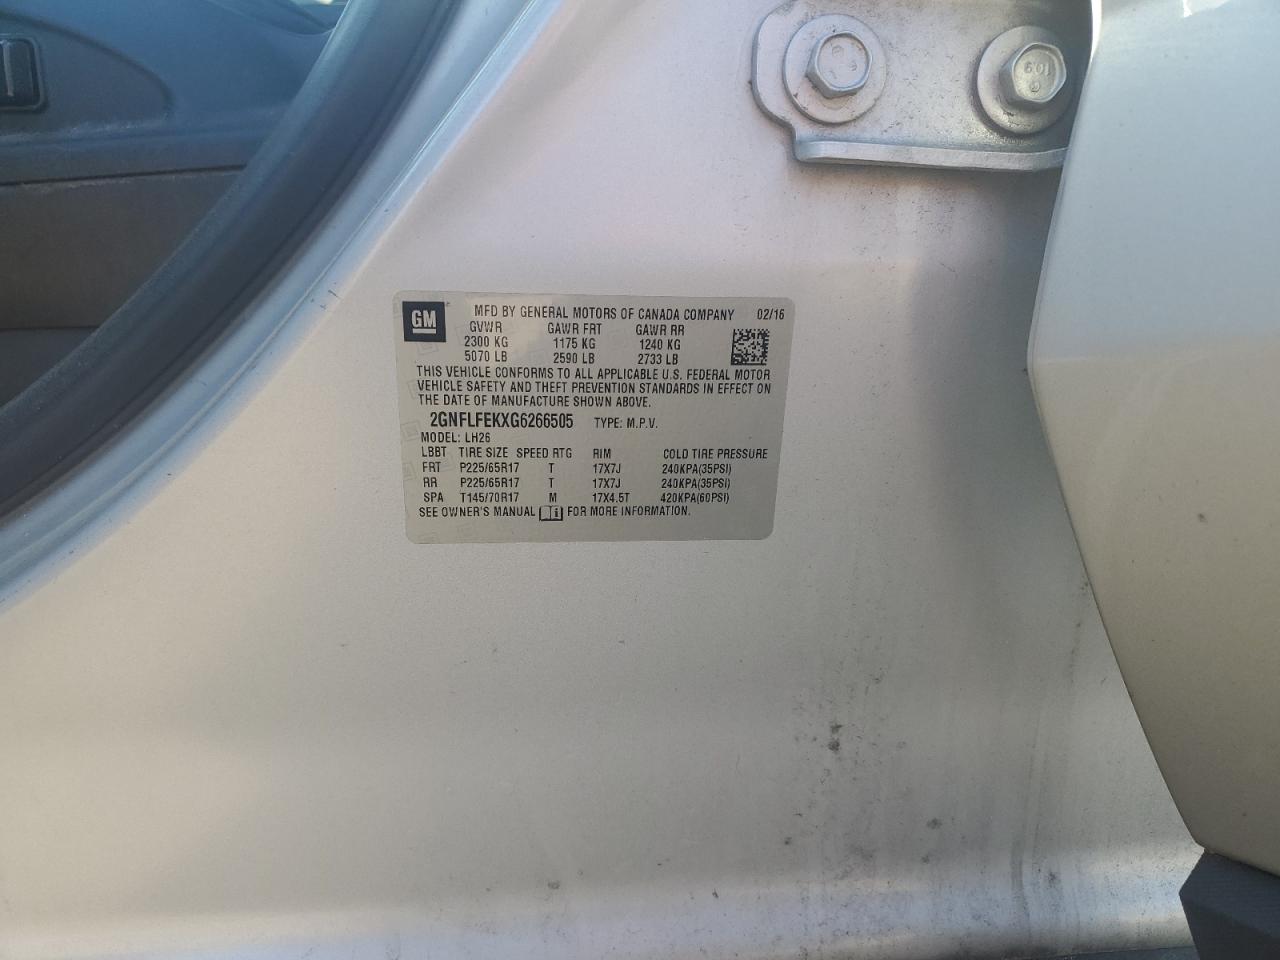 109
GM
MFD BY GENERAL MOTORS OF CANADA COMPANY 02/16
GVWR GAWR FRT GAWR RR
2300 KG 1175 KG 1240 KG
5070 LB 2590 LB 2733 LB
THIS VEHICLE CONFORMS TO ALL APPLICABLE U.S. FEDERAL MOTOR
VEHICLE SAFETY AND THEFT PREVENTION STANDARDS IN EFFECT ON
THE DATE OF MANUFACTURE SHOWN ABOVE.
2GNFLFEKXG6266505 TYPE: M.P.V.
MODEL: LH26
LBBT TIRE SIZE SPEED RTG RIM COLD TIRE PRESSURE
FRT P225/65R17 T 17X7J 240KPA(35PSI)
RR P225/65R17 T 17X7J 240KPA(35PSI)
SPA T145/70R17 M 17X4.5T 420KPA(60PSI)
SEE OWNER'S MANUAL FOR MORE INFORMATION.